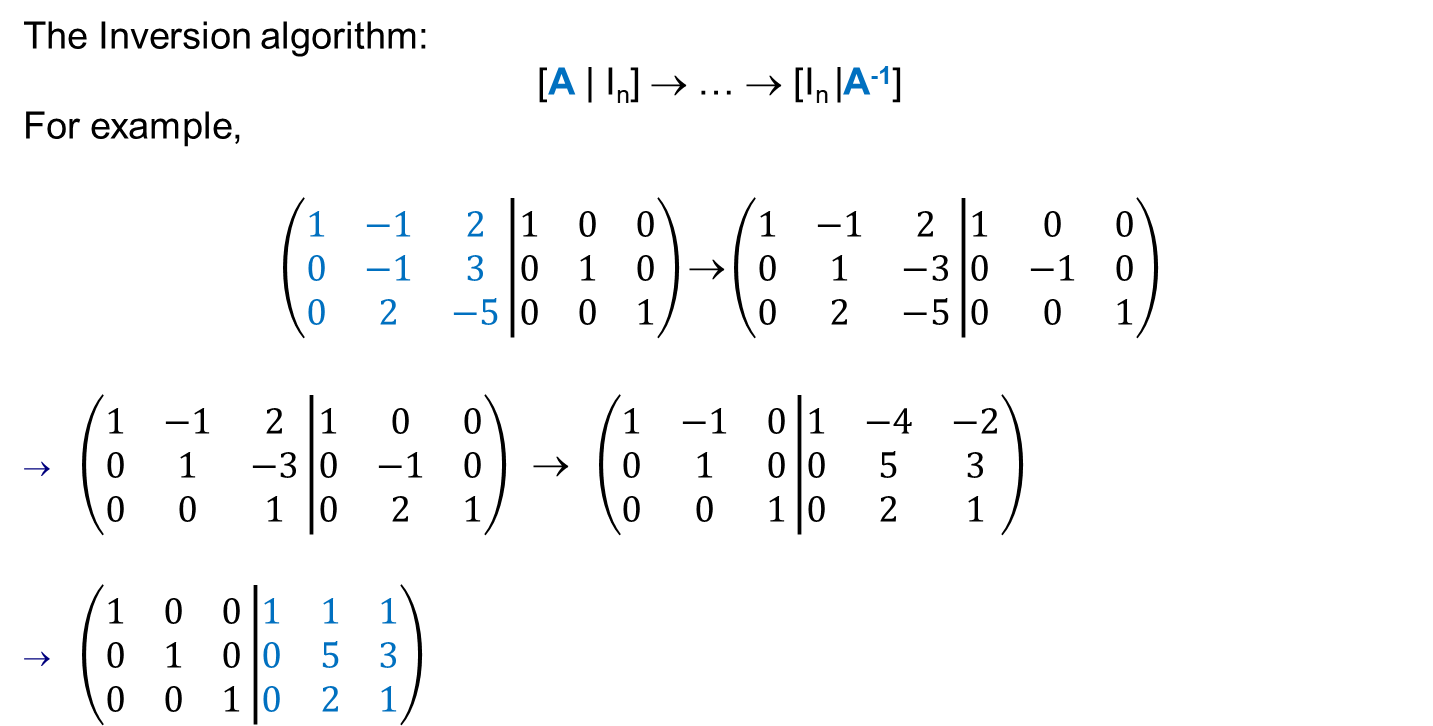 The Inversion algorithm:
[A | Iₙ] → … → [Iₙ |A⁻¹]
For example,
1 −1 2 | 1 0 0 → 1 −1 2 | 1 0 0
0 −1 3 | 0 1 0 0 1 −3 | 0 −1 0
0 2 −5 | 0 0 1 0 2 −5 | 0 0 1
→ 1 −1 2 | 1 0 0 → 1 −1 0 | 1 −4 −2
0 1 −3 | 0 −1 0 0 1 0 | 0 5 3
0 0 1 | 0 2 1 0 0 1 | 0 2 1
→ 1 0 0 | 1 1 1
0 1 0 | 0 5 3
0 0 1 | 0 2 1